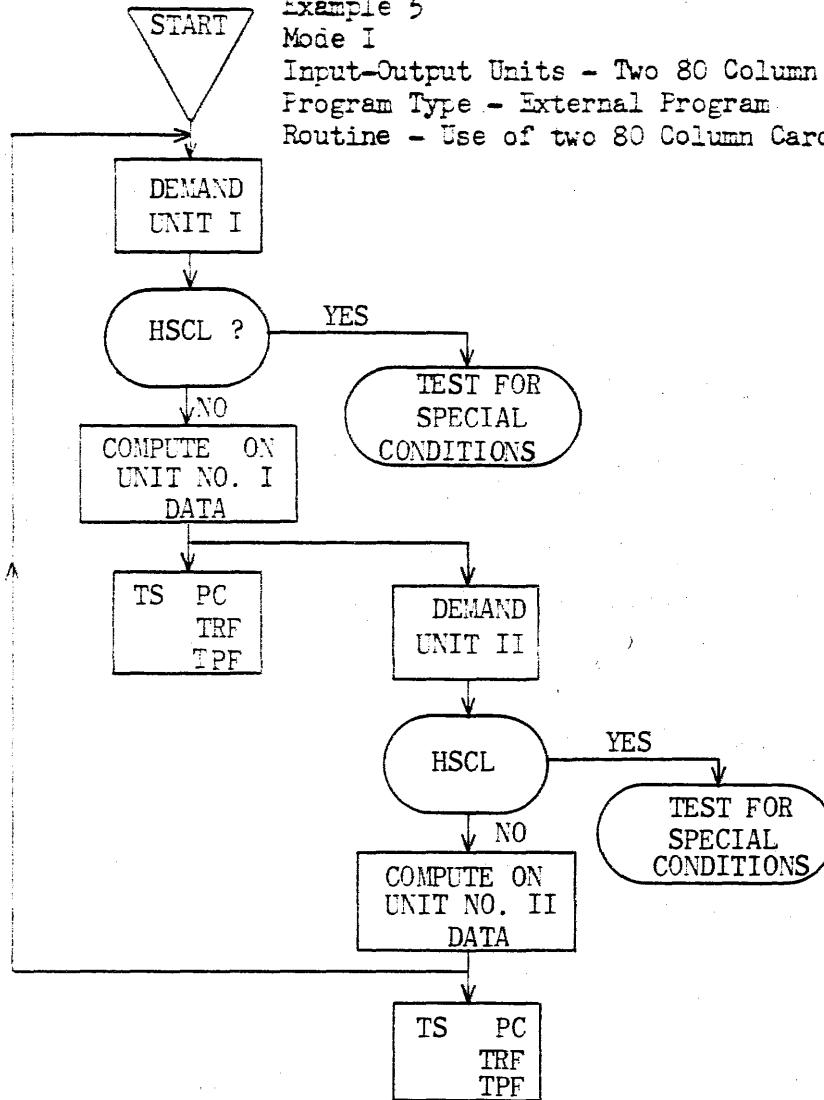 Example 5
Mode I
Input-Output Units - Two 80 Column
Program Type - External Program
Routine - Use of two 80 Column Card
START
DEMAND
UNIT I
HSCL ?
YES
TEST FOR
SPECIAL
CONDITIONS
NO
COMPUTE ON
UNIT NO. I
DATA
TS PC
TRF
TPF
DEMAND
UNIT II
HSCL
YES
TEST FOR
SPECIAL
CONDITIONS
NO
COMPUTE ON
UNIT NO. II
DATA
TS PC
TRF
TPF